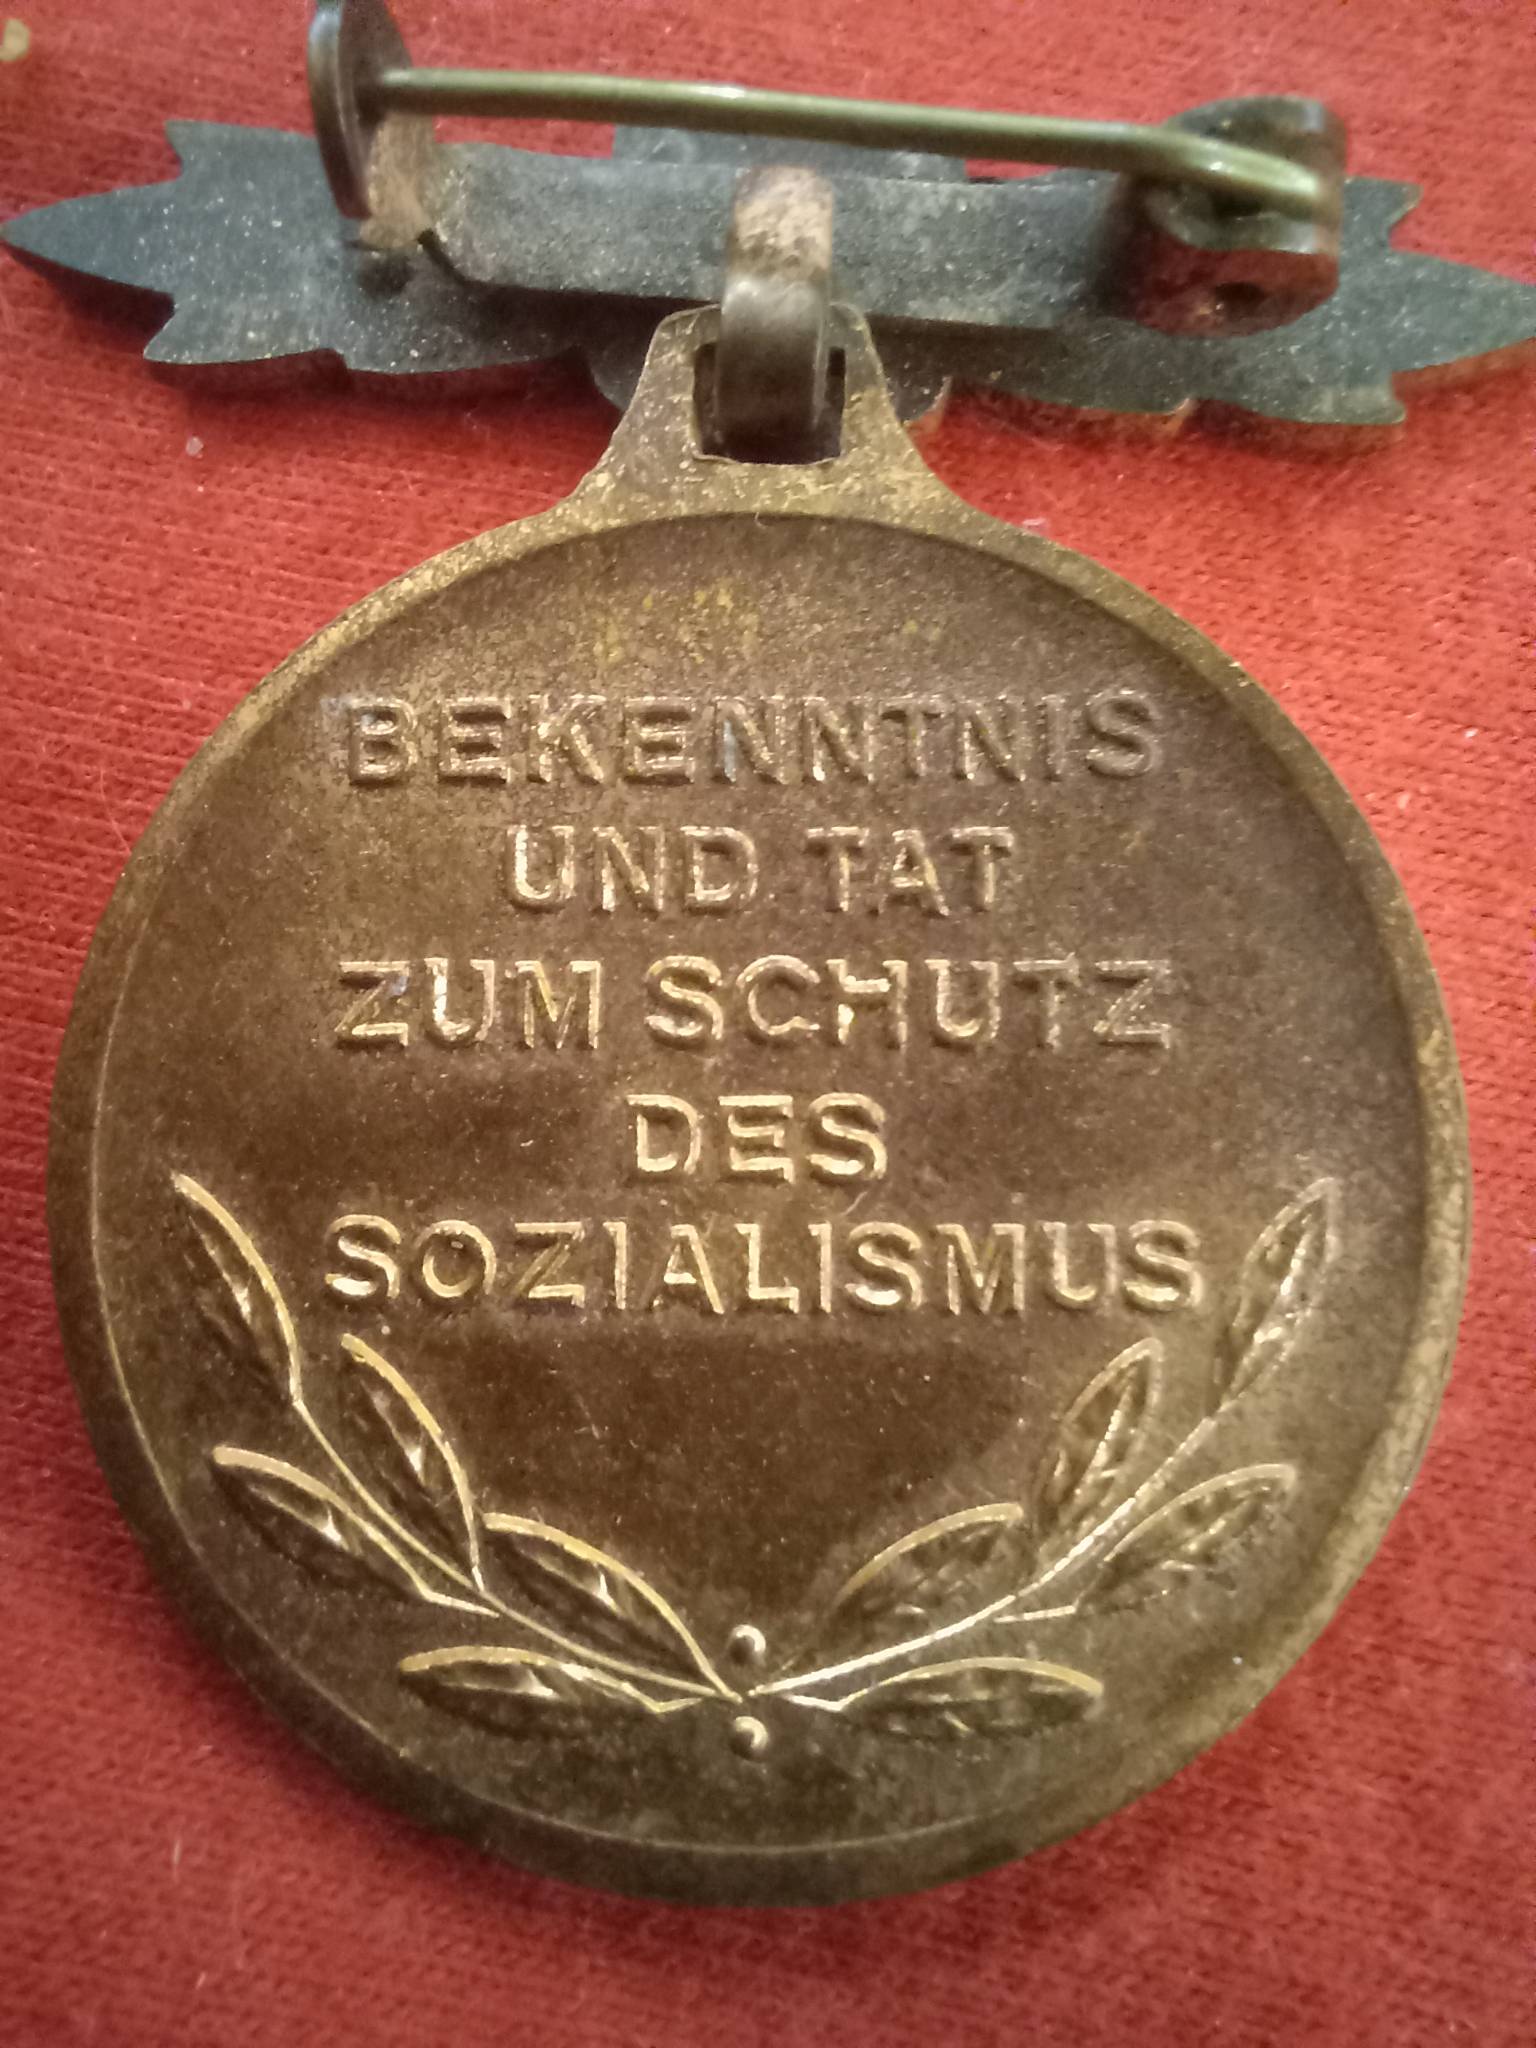 BEKENNTNIS
UND TAT
ZUM SCHUTZ
DES
SOZIALISMUS